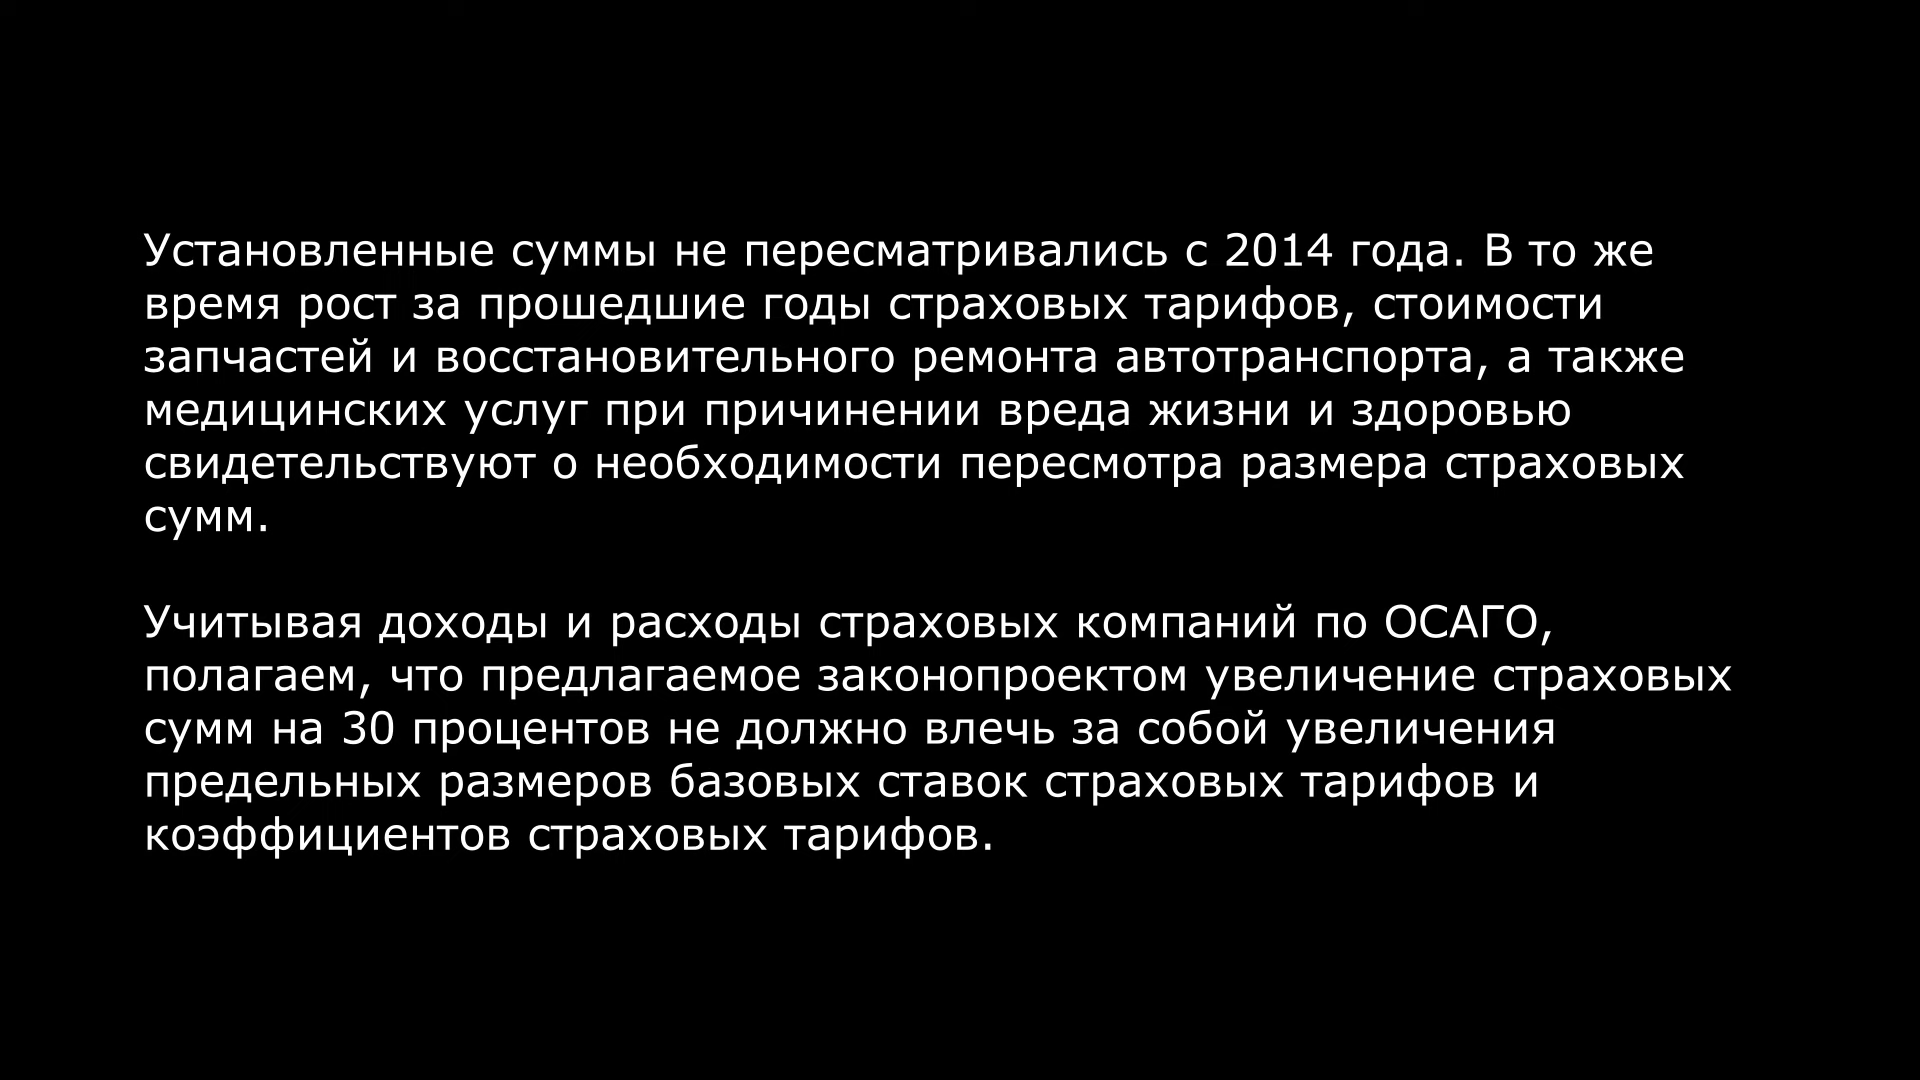 Установленные суммы не пересматривались с 2014 года. В то же
время рост за прошедшие годы страховых тарифов, стоимости
запчастей и восстановительного ремонта автотранспорта, а также
медицинских услуг при причинении вреда жизни и здоровью
свидетельствуют о необходимости пересмотра размера страховых
сумм.
Учитывая доходы и расходы страховых компаний по ОСАГО,
полагаем, что предлагаемое законопроектом увеличение страховых
сумм на 30 процентов не должно влечь за собой увеличения
предельных размеров базовых ставок страховых тарифов и
коэффициентов страховых тарифов.